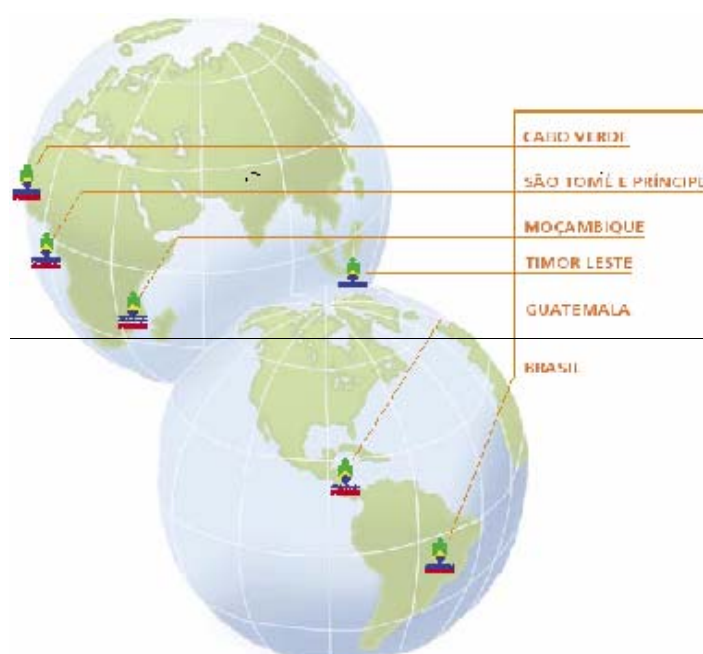 CABO VERDE
SÃO TOMÉ E PRÍNCIPE
MOÇAMBIQUE
TIMOR LESTE
GUATEMALA
BRASIL